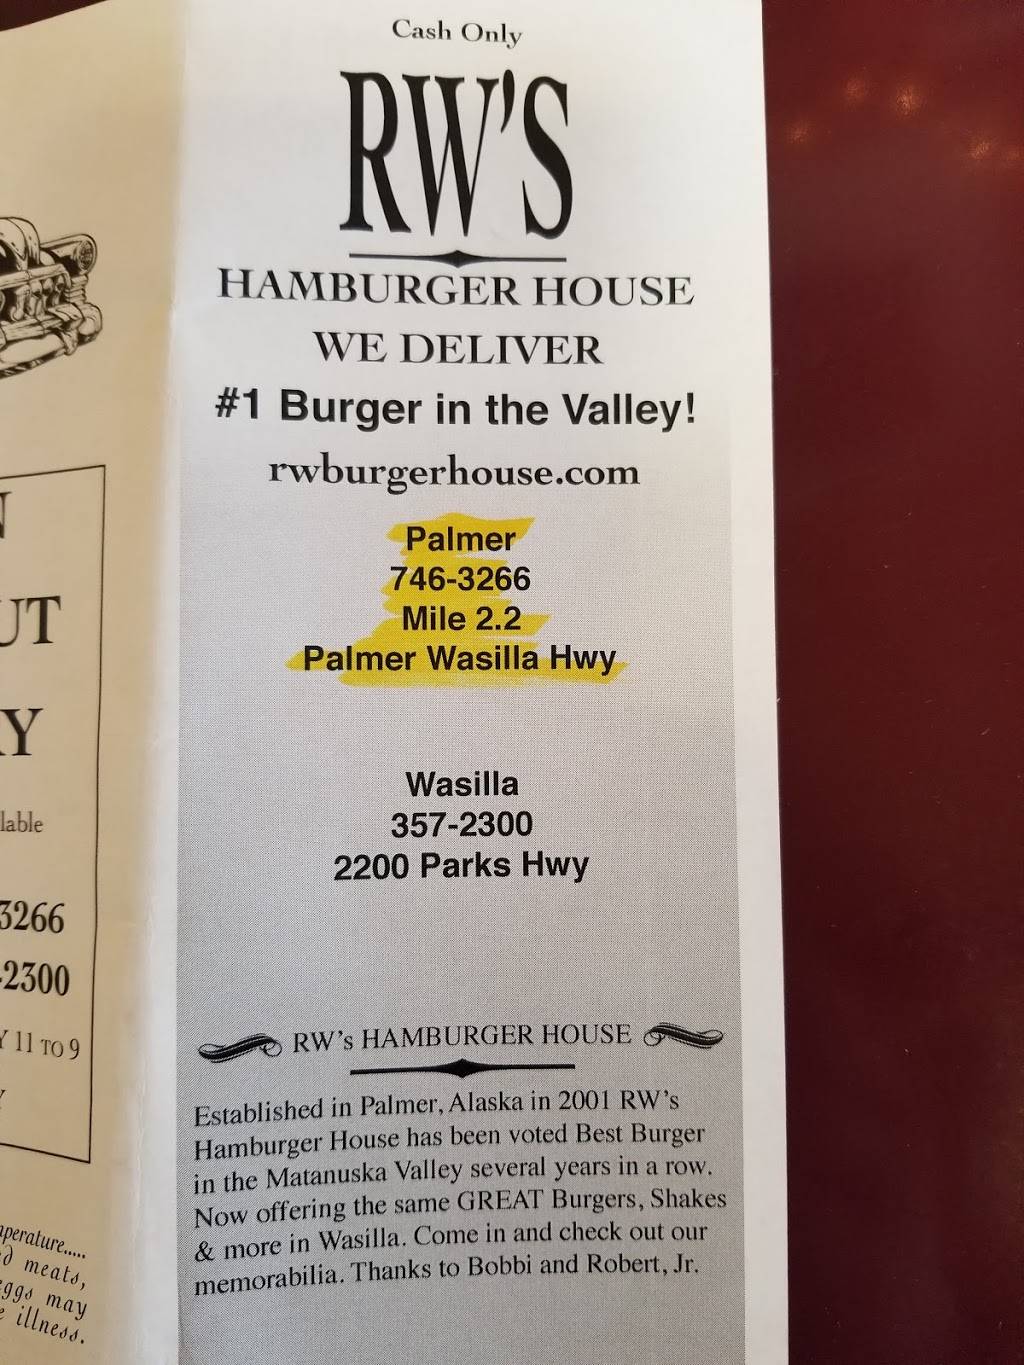 Cash Only
RW'S
HAMBURGER HOUSE
WE DELIVER
#1 Burger in the Valley!
rwburgerhouse.com
Palmer
746-3266
Mile 2.2
Palmer Wasilla Hwy
Wasilla
357-2300
2200 Parks Hwy
RW's HAMBURGER HOUSE
Established in Palmer, Alaska in 2001 RW's
Hamburger House has been voted Best Burger
in the Matanuska Valley several years in a row.
Now offering the same GREAT Burgers, Shakes
& more in Wasilla. Come in and check out our
memorabilia. Thanks to Bobbi and Robert, Jr.
N
UT
Y
lable
3266
-2300
Y 11 TO 9
Y
perature.....
d meats,
eggs may
e illness.